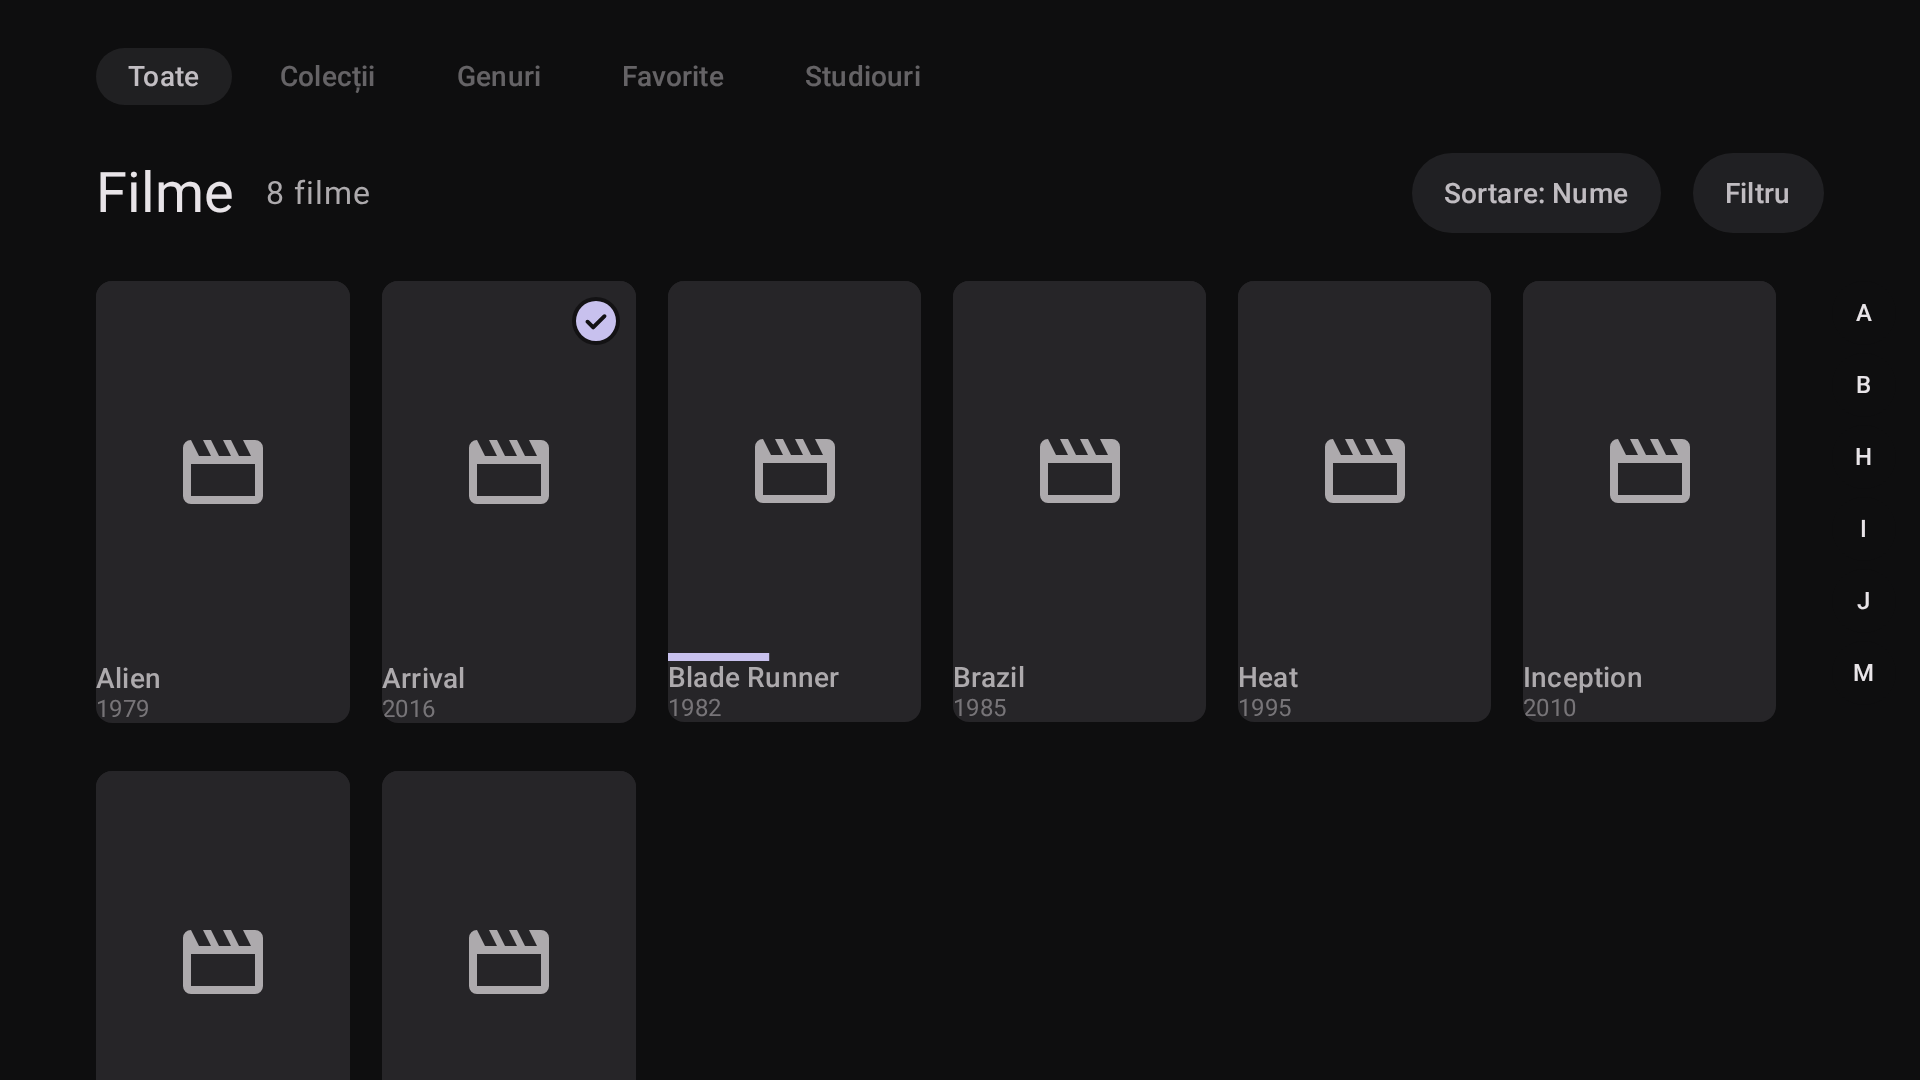 Toate
Colecții
Genuri
Favorite
Studiouri
Filme
8 filme
Sortare: Nume
Filtru
Alien
1979
Arrival
2016
Blade Runner
1982
Brazil
1985
Heat
1995
Inception
2010
A
B
H
I
J
M